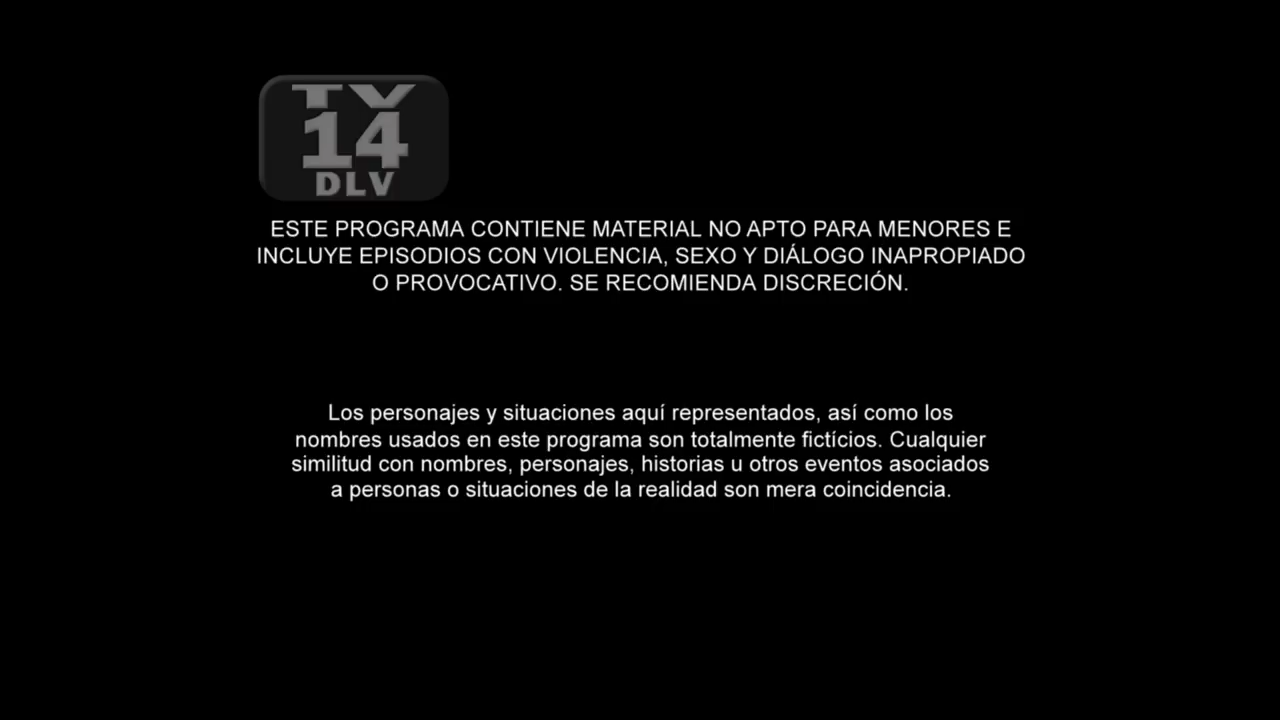 TV
14
DLV
ESTE PROGRAMA CONTIENE MATERIAL NO APTO PARA MENORES E
INCLUYE EPISODIOS CON VIOLENCIA, SEXO Y DIÁLOGO INAPROPIADO
O PROVOCATIVO. SE RECOMIENDA DISCRECIÓN.
Los personajes y situaciones aquí representados, así como los
nombres usados en este programa son totalmente fictícios. Cualquier
similitud con nombres, personajes, historias u otros eventos asociados
a personas o situaciones de la realidad son mera coincidencia.